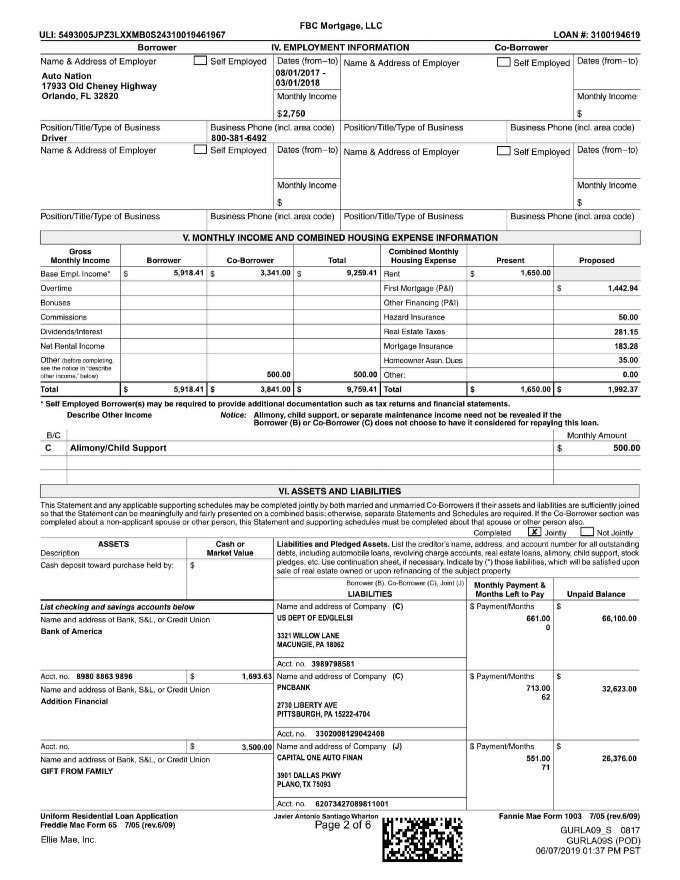 FBC Mortgage, LLC
ULI: 5493005JPZ3LXXMB0S24310019461967 LOAN #: 3100194619
Borrower IV. EMPLOYMENT INFORMATION Co-Borrower
Name & Address of Employer Self Employed Dates (from–to) Name & Address of Employer Self Employed Dates (from–to)
Auto Nation 08/01/2017 -
17933 Old Cheney Highway 03/01/2018
Orlando, FL 32820
Monthly Income Monthly Income
$ 2,750 $
Position/Title/Type of Business Business Phone (incl. area code) Position/Title/Type of Business Business Phone (incl. area code)
Driver 800-381-6492
Name & Address of Employer Self Employed Dates (from–to) Name & Address of Employer Self Employed Dates (from–to)
Monthly Income Monthly Income
$ $
Position/Title/Type of Business Business Phone (incl. area code) Position/Title/Type of Business Business Phone (incl. area code)
V. MONTHLY INCOME AND COMBINED HOUSING EXPENSE INFORMATION
Gross Monthly Income Borrower Co-Borrower Total Combined Monthly Housing Expense Present Proposed
Base Empl. Income* $ 5,918.41 $ 3,341.00 $ 9,259.41 Rent $ 1,650.00
Overtime First Mortgage (P&I) $ 1,442.94
Bonuses Other Financing (P&I)
Commissions Hazard Insurance 50.00
Dividends/Interest Real Estate Taxes 281.15
Net Rental Income Mortgage Insurance 183.28
Other (before completing, Homeowner Assn. Dues 35.00
see the notice in "describe
other income," below) 500.00 500.00 Other: 0.00
Total $ 5,918.41 $ 3,841.00 $ 9,759.41 Total $ 1,650.00 $ 1,992.37
* Self Employed Borrower(s) may be required to provide additional documentation such as tax returns and financial statements.
Describe Other Income Notice: Alimony, child support, or separate maintenance income need not be revealed if the
Borrower (B) or Co-Borrower (C) does not choose to have it considered for repaying this loan.
B/C Monthly Amount
C Alimony/Child Support $ 500.00
VI. ASSETS AND LIABILITIES
This Statement and any applicable supporting schedules may be completed jointly by both married and unmarried Co-Borrowers if their assets and liabilities are sufficiently joined
so that the Statement can be meaningfully and fairly presented on a combined basis; otherwise, separate Statements and Schedules are required. If the Co-Borrower section was
completed about a non-applicant spouse or other person, this Statement and supporting schedules must be completed about that spouse or other person also.
Completed X Jointly Not Jointly
ASSETS Cash or Market Value
Description
Liabilities and Pledged Assets. List the creditor's name, address, and account number for all outstanding
debts, including automobile loans, revolving charge accounts, real estate loans, alimony, child support, stock
pledges, etc. Use continuation sheet, if necessary. Indicate by (*) those liabilities, which will be satisfied upon
sale of real estate owned or upon refinancing of the subject property.
Cash deposit toward purchase held by: $
Borrower (B), Co-Borrower (C), Joint (J)
LIABILITIES Monthly Payment & Months Left to Pay Unpaid Balance
List checking and savings accounts below Name and address of Company (C) $ Payment/Months $
Name and address of Bank, S&L, or Credit Union US DEPT OF ED/GLELSI 661.00 66,100.00
Bank of America 0
3321 WILLOW LANE
MACUNGIE, PA 18062
Acct. no. 3989798581
Acct. no. 8980 8863 9896 $ 1,693.63 Name and address of Company (C) $ Payment/Months $
Name and address of Bank, S&L, or Credit Union PNCBANK 713.00 32,623.00
Addition Financial 62
2730 LIBERTY AVE
PITTSBURGH, PA 15222-4704
Acct. no. 3302008129042408
Acct. no. $ 3,500.00 Name and address of Company (J) $ Payment/Months $
Name and address of Bank, S&L, or Credit Union CAPITAL ONE AUTO FINAN 551.00 26,376.00
GIFT FROM FAMILY 71
3901 DALLAS PKWY
PLANO, TX 75093
Acct. no. 62073427089811001
Uniform Residential Loan Application Javier Antonio Santiago Wharton Fannie Mae Form 1003 7/05 (rev.6/09)
Freddie Mac Form 65 7/05 (rev.6/09) Page 2 of 6
GURLA09_S 0817
Ellie Mae, Inc. GURLA09S (POD)
06/07/2019 01:37 PM PST